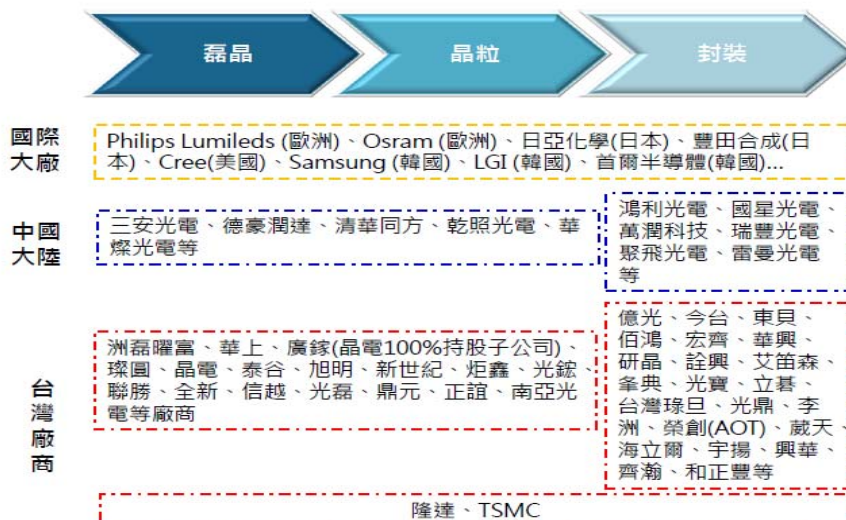 磊晶
晶粒
封裝
國際
大廠
Philips Lumileds (歐洲)、Osram (歐洲)、日亞化學(日本)、豐田合成(日
本)、Cree(美國)、Samsung (韓國)、LGI (韓國)、首爾半導體(韓國)...
中國
大陸
三安光電、德豪潤達、清華同方、乾照光電、華
燦光電等
鴻利光電、國星光電、
萬潤科技、瑞豐光電、
聚飛光電、雷曼光電
等
台
灣
廠
商
洲磊曜富、華上、廣鎵(晶電100%持股子公司)、
璨圓、晶電、泰谷、旭明、新世紀、炬鑫、光鋐、
聯勝、全新、信越、光磊、鼎元、正誼、南亞光
電等廠商
億光、今台、東貝、
佰鴻、宏齊、華興、
研晶、詮興、艾笛森、
夆典、光寶、立碁、
台灣琭旦、光鼎、李
洲、榮創(AOT)、葳天、
海立爾、宇揚、興華、
齊瀚、和正豐等
隆達、TSMC